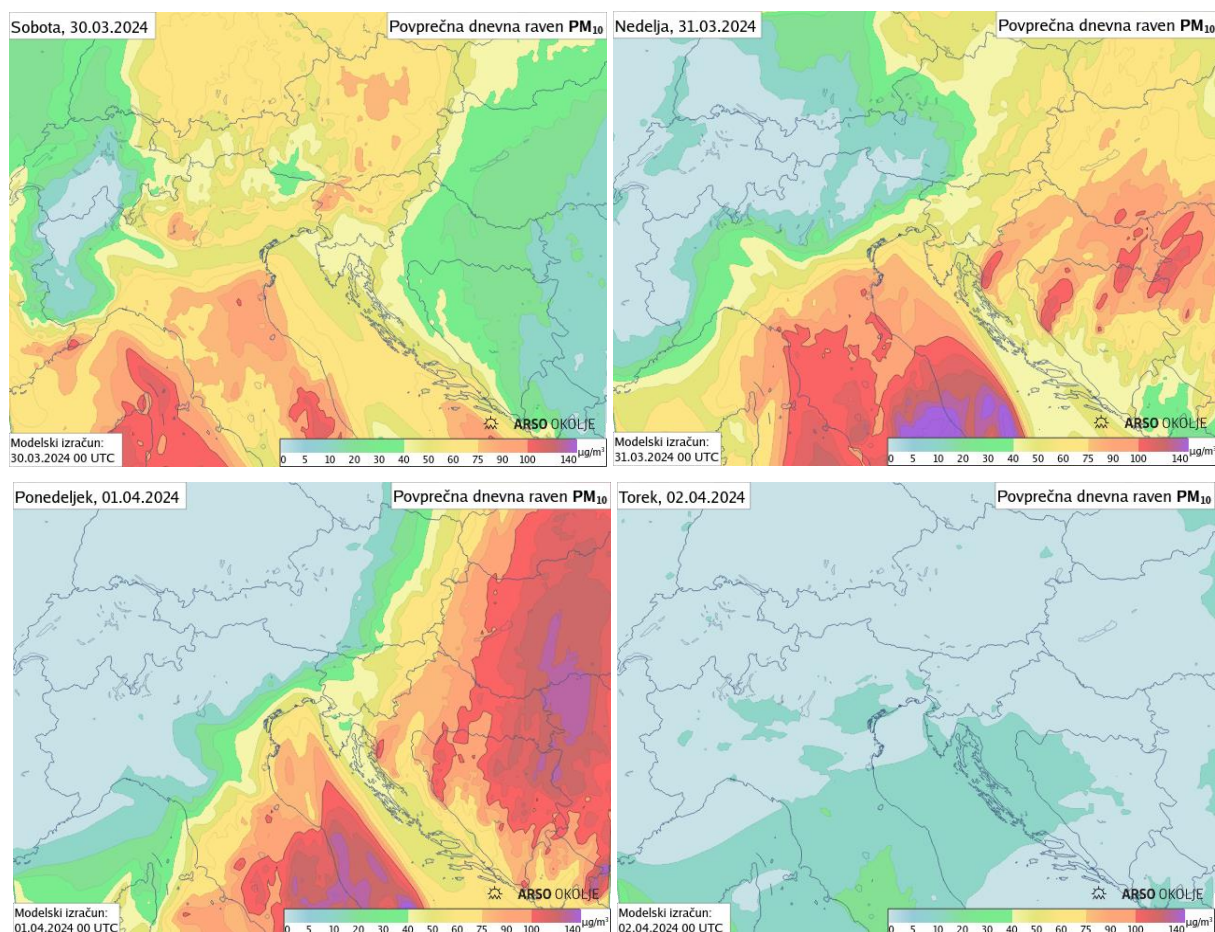 Sobota, 30.03.2024
Povprečna dnevna raven PM₁₀
ARSO OKOLJE
Modelski izračun:
30.03.2024 00 UTC
0 5 10 20 30 40 50 60 75 90 100 140 µg/m³
Nedelja, 31.03.2024
Povprečna dnevna raven PM₁₀
ARSO OKOLJE
Modelski izračun:
31.03.2024 00 UTC
0 5 10 20 30 40 50 60 75 90 100 140 µg/m³
Ponedeljek, 01.04.2024
Povprečna dnevna raven PM₁₀
ARSO OKOLJE
Modelski izračun:
01.04.2024 00 UTC
0 5 10 20 30 40 50 60 75 90 100 140 µg/m³
Torek, 02.04.2024
Povprečna dnevna raven PM₁₀
ARSO OKOLJE
Modelski izračun:
02.04.2024 00 UTC
0 5 10 20 30 40 50 60 75 90 100 140 µg/m³